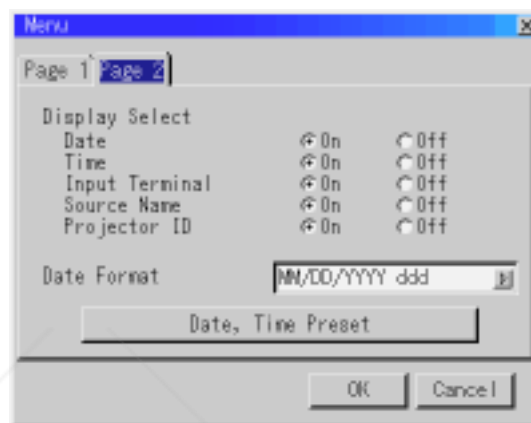 Menu
Page 1 Page 2
Display Select
Date On Off
Time On Off
Input Terminal On Off
Source Name On Off
Projector ID On Off
Date Format MM/DD/YYYY ddd
Date, Time Preset
OK Cancel